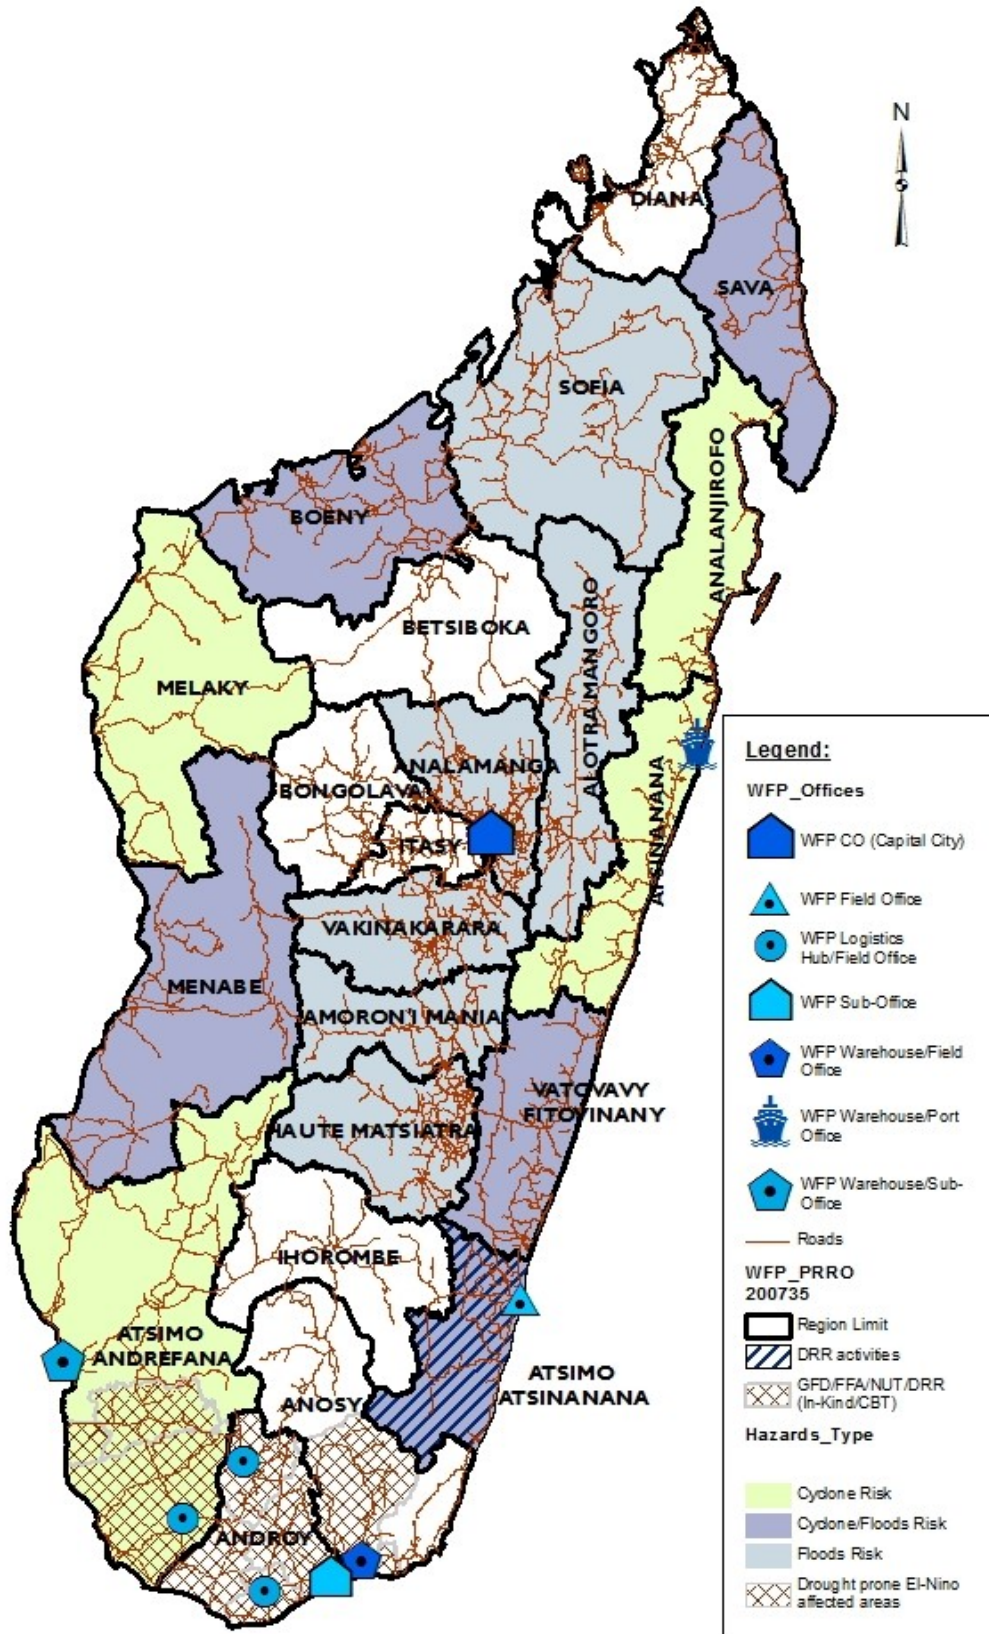 N
DIANA
SAVA
SOFIA
ANALANJIROFO
BOENY
BETSIBOKA
ALOTRA MANGORO
MELAKY
ANALAMANGA
BONGOLAVA
ATSINANANA
ITASY
VAKINAKARARA
MENABE
AMORON'I MANIA
VATOVAVY
FITOVINANY
HAUTE MATSIATRA
IHOROMBE
ATSIMO
ANDREFANA
ATSIMO
ATSINANANA
ANOSY
ANDROY
Legend:
WFP_Offices
WFP CO (Capital City)
WFP Field Office
WFP Logistics
Hub/Field Office
WFP Sub-Office
WFP Warehouse/Field
Office
WFP Warehouse/Port
Office
WFP Warehouse/Sub-
Office
Roads
WFP_PRRO
200735
Region Limit
DRR activities
GFD/FFA/NUT/DRR
(In-Kind/CBT)
Hazards_Type
Cyclone Risk
Cyclone/Floods Risk
Floods Risk
Drought prone El-Nino
affected areas